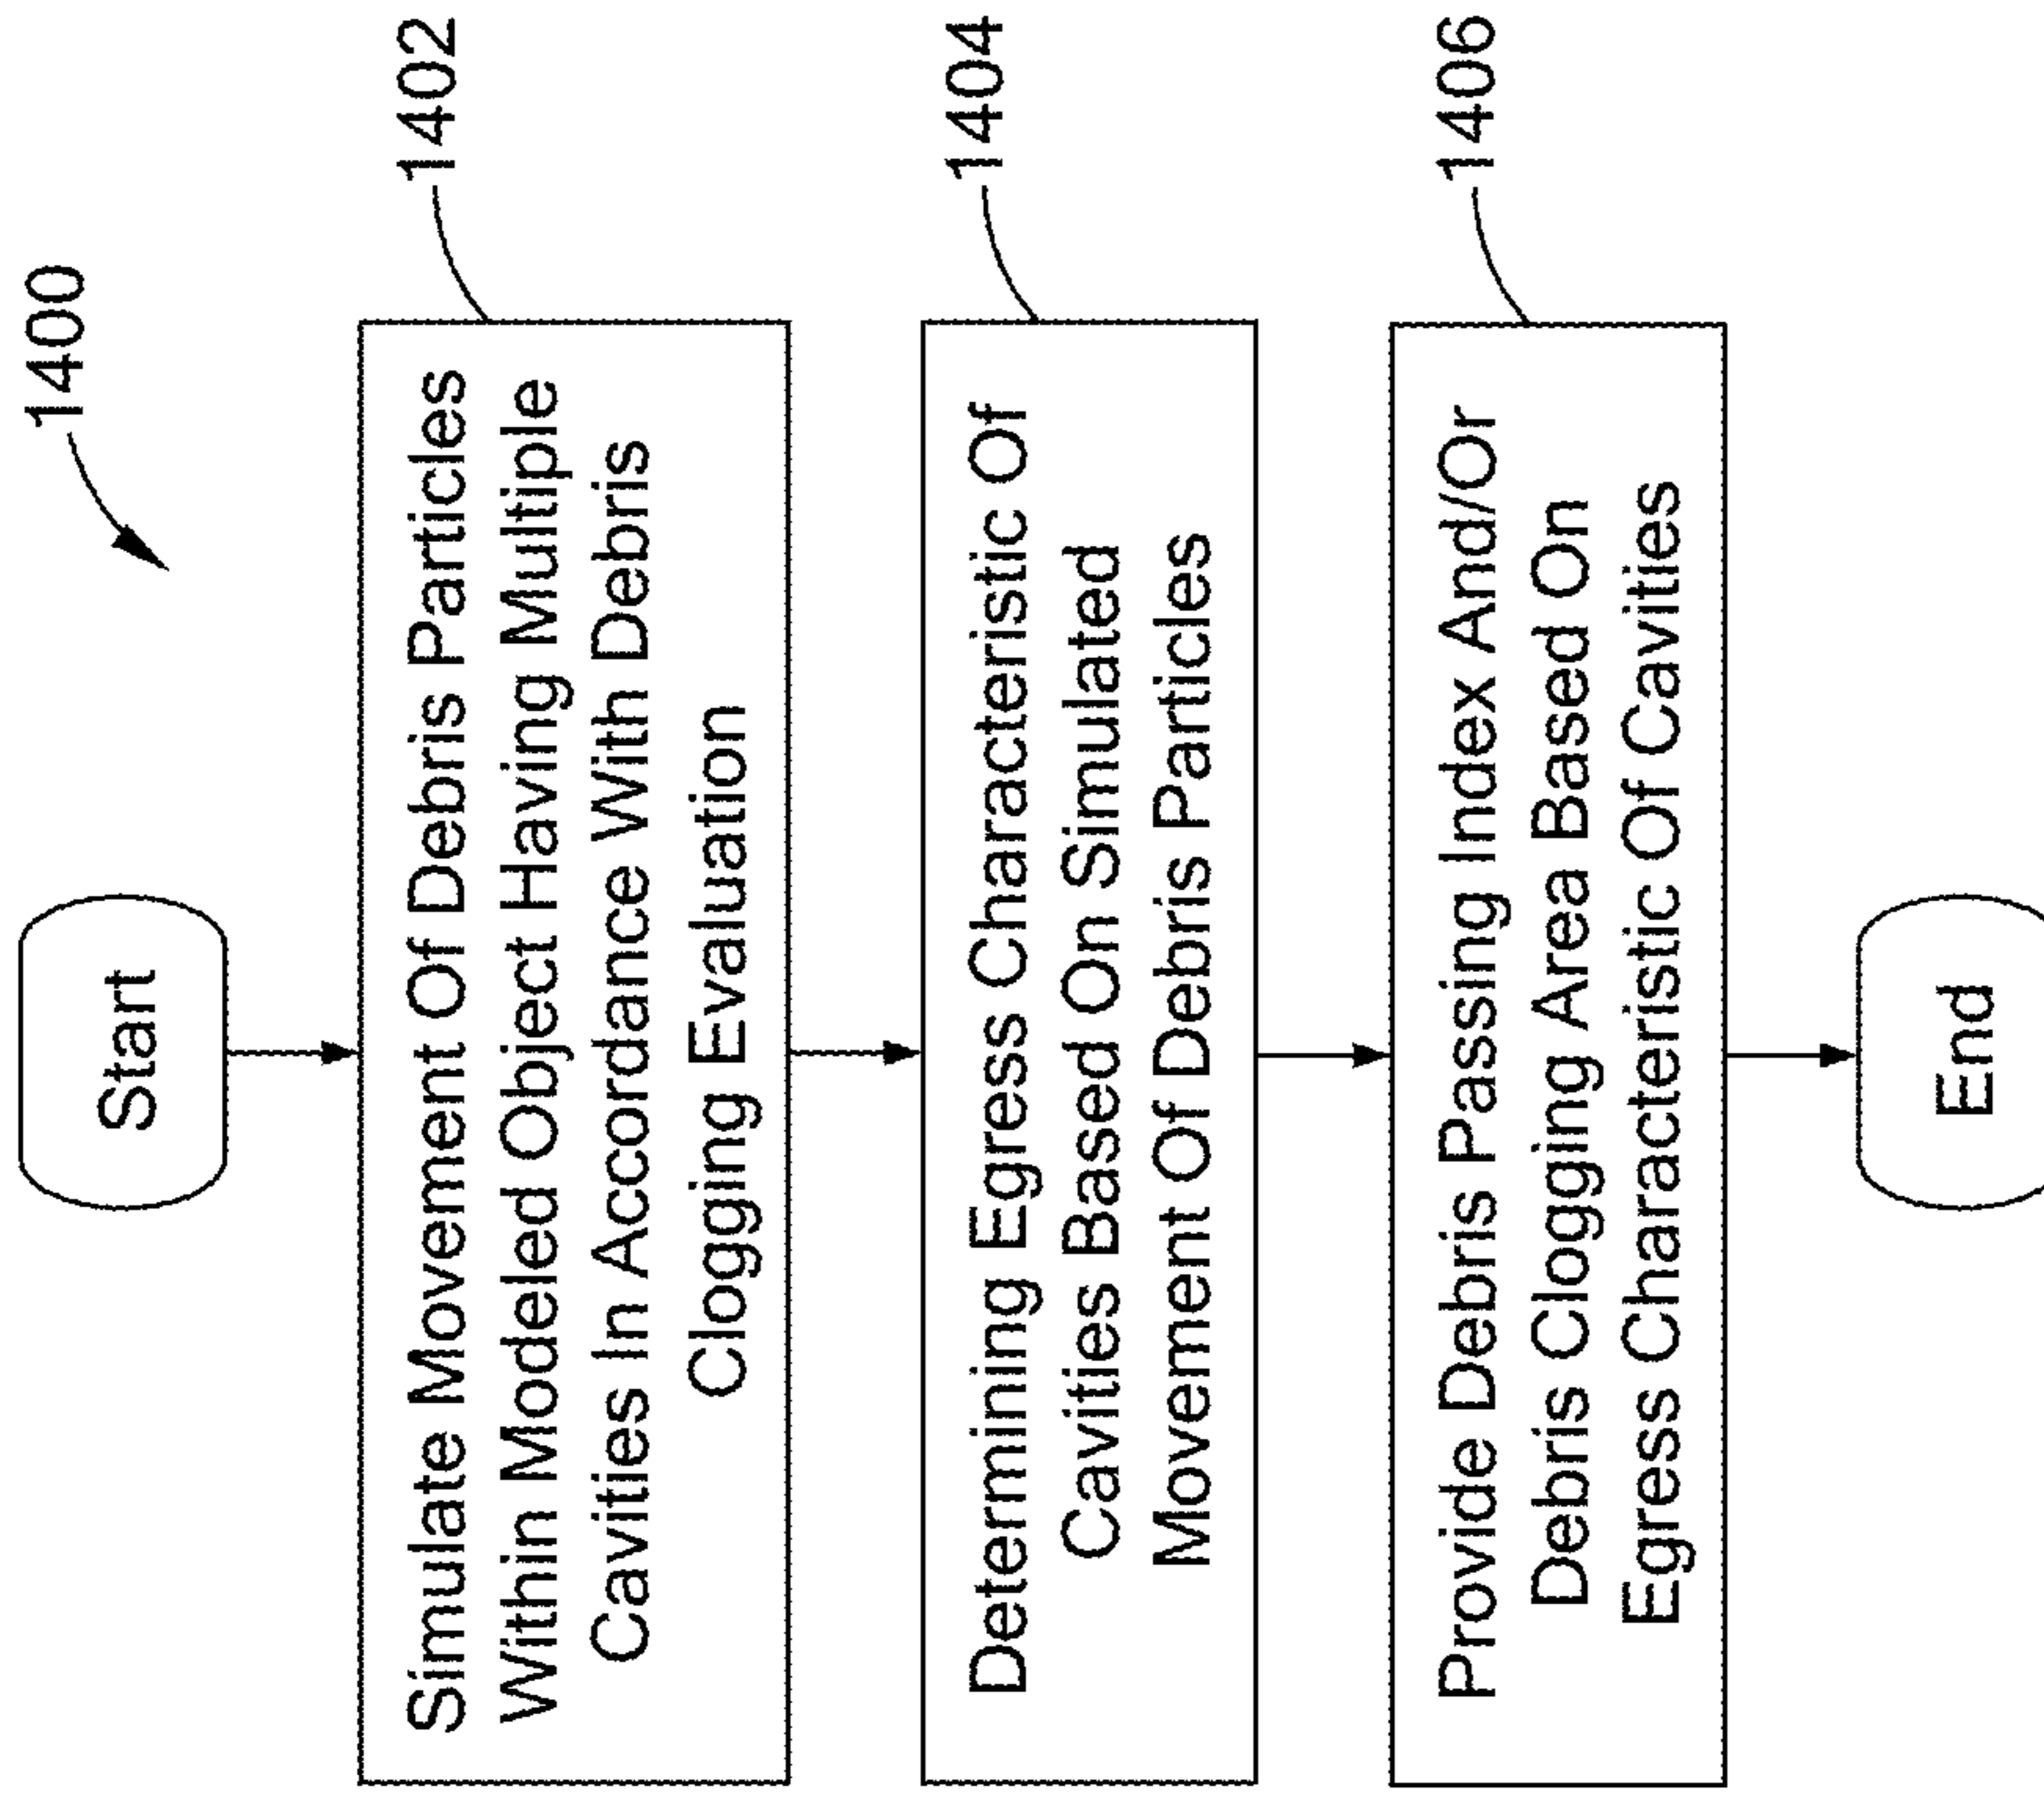 1400
Start
Simulate Movement Of Debris Particles
Within Modeled Object Having Multiple
Cavities In Accordance With Debris
Clogging Evaluation
1402
Determining Egress Characteristic Of
Cavities Based On Simulated
Movement Of Debris Particles
1404
Provide Debris Passing Index And/Or
Debris Clogging Area Based On
Egress Characteristic Of Cavities
1406
End